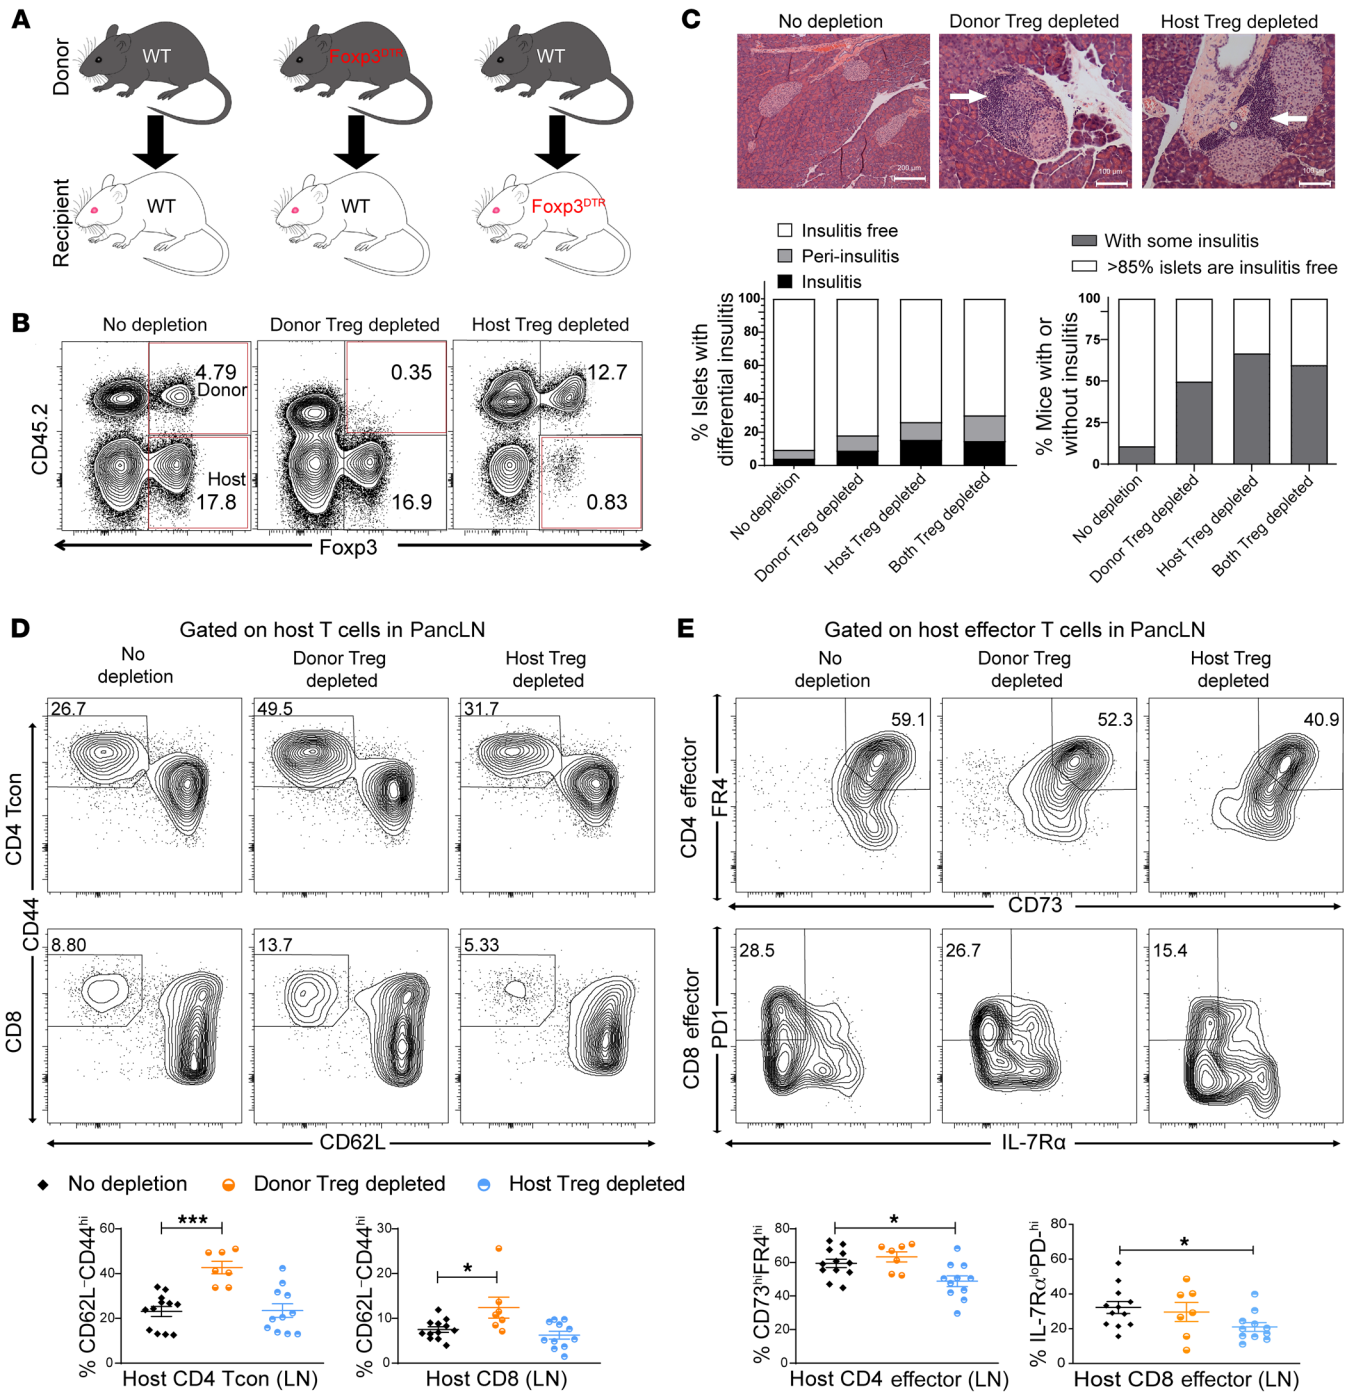 A
Donor
WT
Foxp3DTR
WT
Recipient
WT
WT
Foxp3DTR
B
No depletion
Donor Treg depleted
Host Treg depleted
4.79
Donor
0.35
12.7
Host
17.8
16.9
0.83
CD45.2
Foxp3
C
No depletion
Donor Treg depleted
Host Treg depleted
200 µm
100 µm
100 µm
Insulitis free
Peri-insulitis
Insulitis
% Islets with
differential insulitis
100
80
60
40
20
0
No depletion
Donor Treg depleted
Host Treg depleted
Both Treg depleted
With some insulitis
>85% islets are insulitis free
% Mice with or
without insulitis
100
75
50
25
0
No depletion
Donor Treg depleted
Host Treg depleted
Both Treg depleted
D
Gated on host T cells in PancLN
No
depletion
Donor Treg
depleted
Host Treg
depleted
26.7
49.5
31.7
CD4 Tcon
CD44
8.80
13.7
5.33
CD8
CD62L
No depletion
Donor Treg depleted
Host Treg depleted
% CD62L–CD44hi
60
40
20
0
***
Host CD4 Tcon (LN)
% CD62L–CD44hi
30
20
10
0
*
Host CD8 (LN)
E
Gated on host effector T cells in PancLN
No
depletion
Donor Treg
depleted
Host Treg
depleted
59.1
52.3
40.9
CD4 effector
FR4
CD73
28.5
26.7
15.4
CD8 effector
PD1
IL-7Rα
% CD73hiFR4hi
80
60
40
20
0
*
Host CD4 effector (LN)
% IL-7RαloPD-hi
80
60
40
20
0
*
Host CD8 effector (LN)